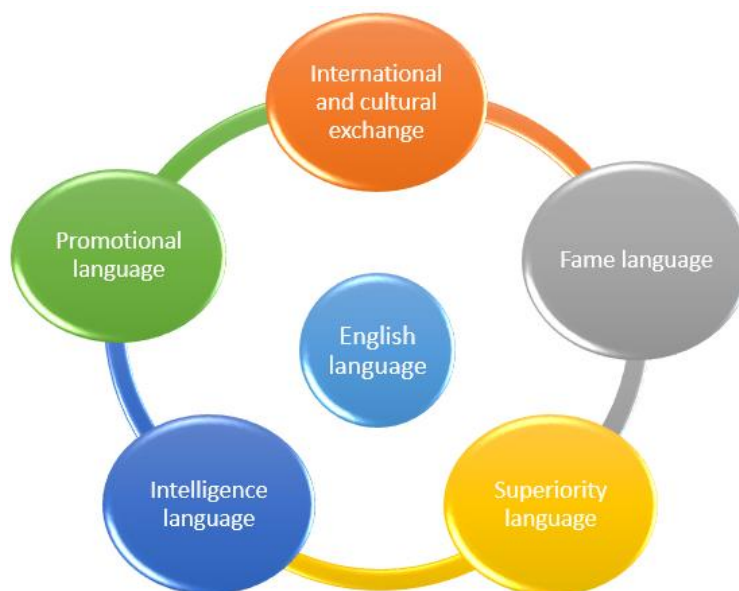 International
and cultural
exchange
Promotional
language
Fame language
English
language
Intelligence
language
Superiority
language